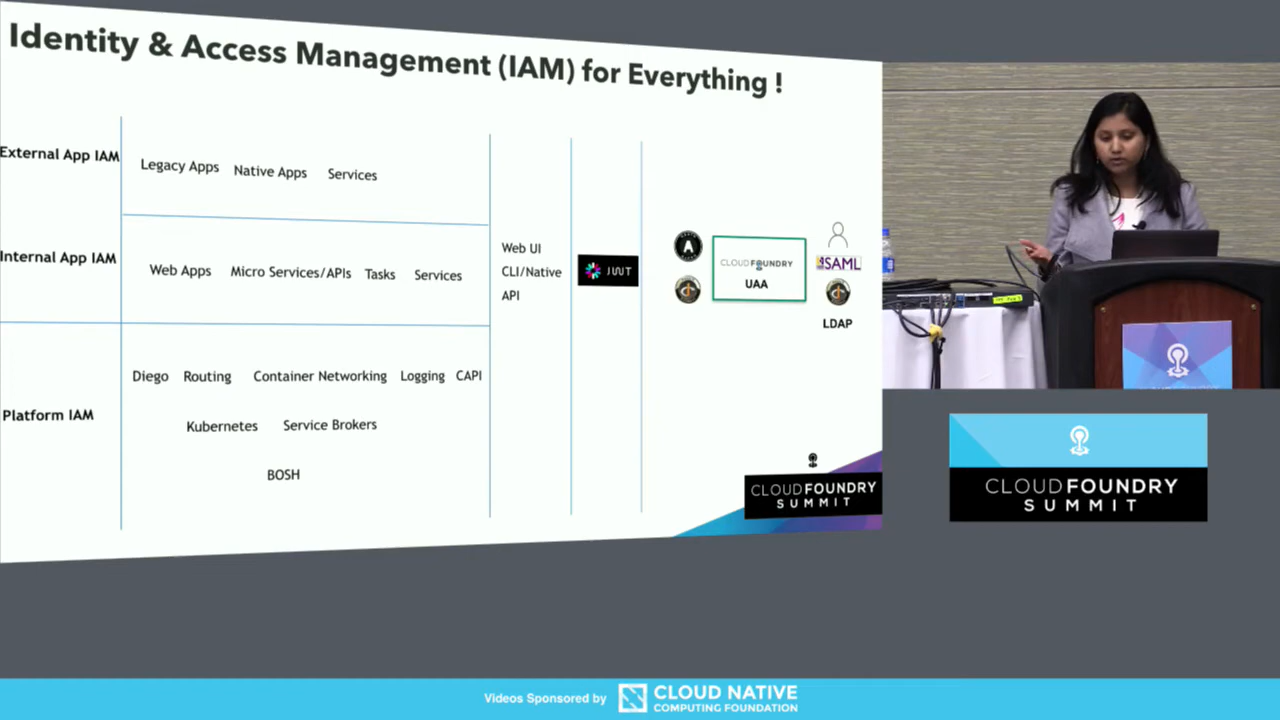 Identity & Access Management (IAM) for Everything !
External App IAM
Legacy Apps Native Apps Services
Internal App IAM
Web Apps Micro Services/APIs Tasks Services
Web UI
CLI/Native
API
JWT
A
CLOUD FOUNDRY
UAA
SAML
LDAP
Platform IAM
Diego Routing Container Networking Logging CAPI
Kubernetes Service Brokers
BOSH
CLOUD FOUNDRY
SUMMIT
CLOUD FOUNDRY
SUMMIT
Videos Sponsored by CLOUD NATIVE
COMPUTING FOUNDATION